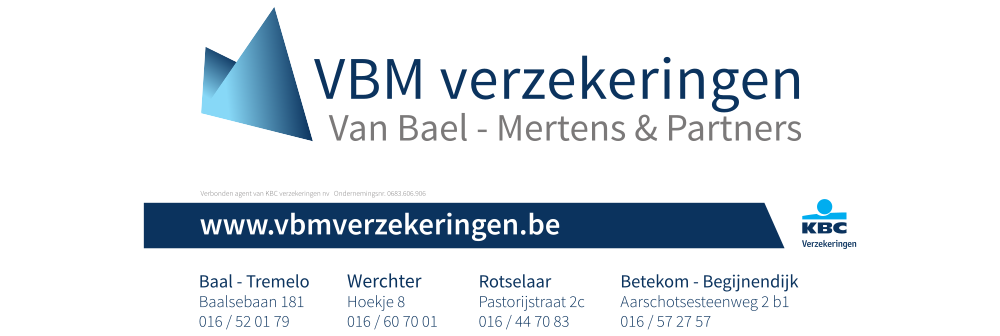 VBM verzekeringen
Van Bael - Mertens & Partners
Verbonden agent van KBC verzekeringen nv Ondernemingsnr. 0683.606.906
www.vbmverzekeringen.be
KBC
Verzekeringen
Baal - Tremelo
Baalsebaan 181
016 / 52 01 79
Werchter
Hoekje 8
016 / 60 70 01
Rotselaar
Pastorijstraat 2c
016 / 44 70 83
Betekom - Begijnendijk
Aarschotsesteenweg 2 b1
016 / 57 27 57